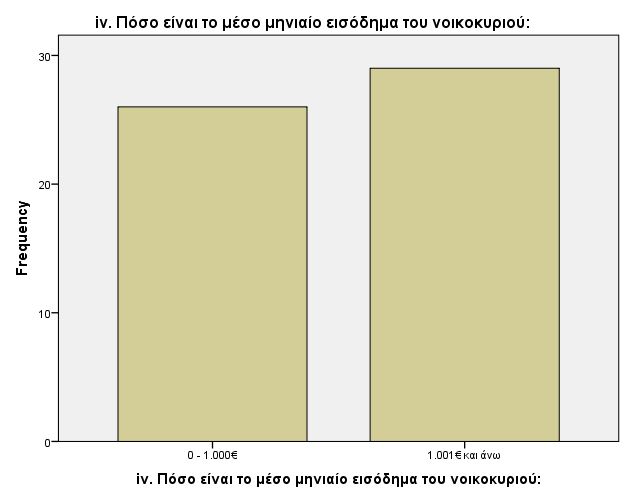 iv. Πόσο είναι το μέσο μηνιαίο εισόδημα του νοικοκυριού:
30
20
10
0
Frequency
0 - 1.000€
1.001€ και άνω
iv. Πόσο είναι το μέσο μηνιαίο εισόδημα του νοικοκυριού: